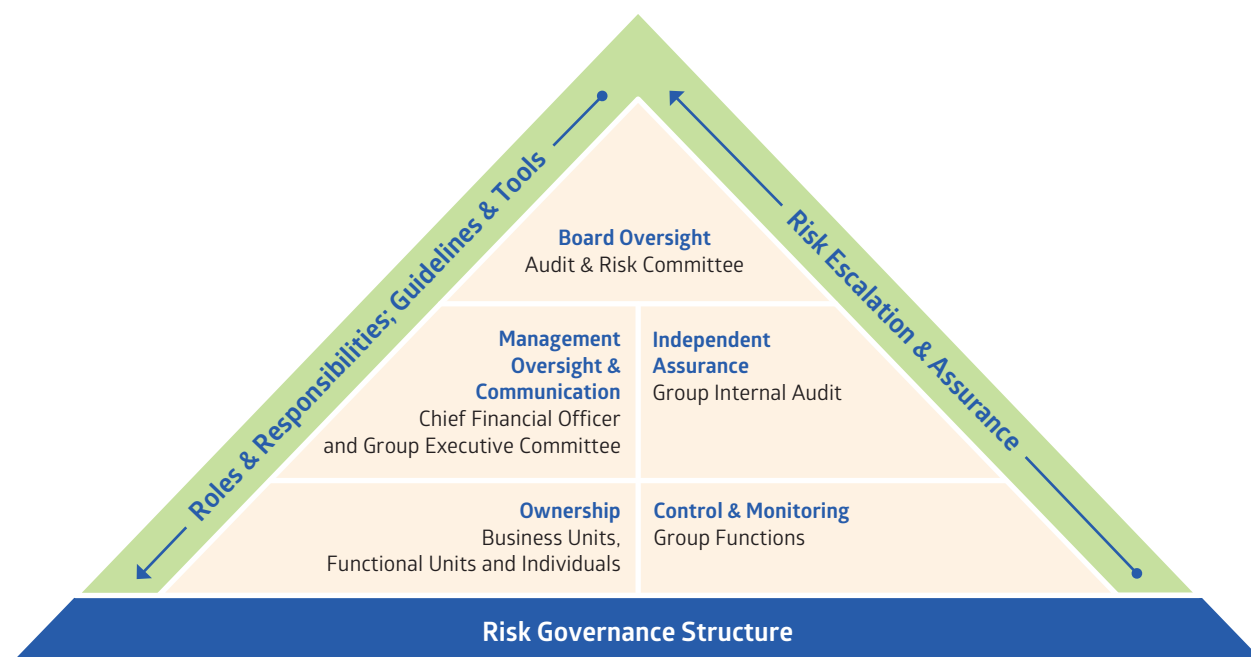 Roles & Responsibilities; Guidelines & Tools
Risk Escalation & Assurance
Board Oversight
Audit & Risk Committee
Management
Oversight &
Communication
Chief Financial Officer
and Group Executive Committee
Independent
Assurance
Group Internal Audit
Ownership
Business Units,
Functional Units and Individuals
Control & Monitoring
Group Functions
Risk Governance Structure